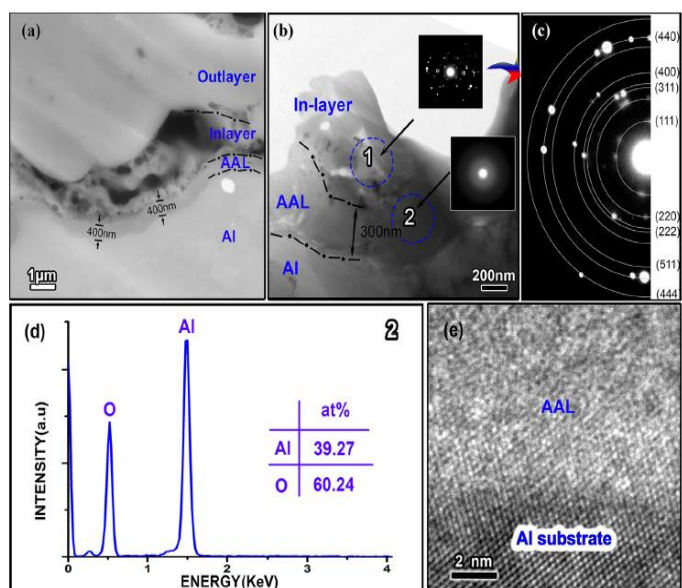 (a)
Outlayer
Inlayer
AAL
400nm
400nm
Al
1μm
(b)
In-layer
1
AAL
2
300nm
Al
200nm
(c)
(440)
(400)
(311)
(111)
(220)
(222)
(511)
(444)
(d)
2
Al
O
at%
Al 39.27
O 60.24
INTENSITY(a.u)
0 1 2 3 4
ENERGY(KeV)
(e)
AAL
Al substrate
2 nm